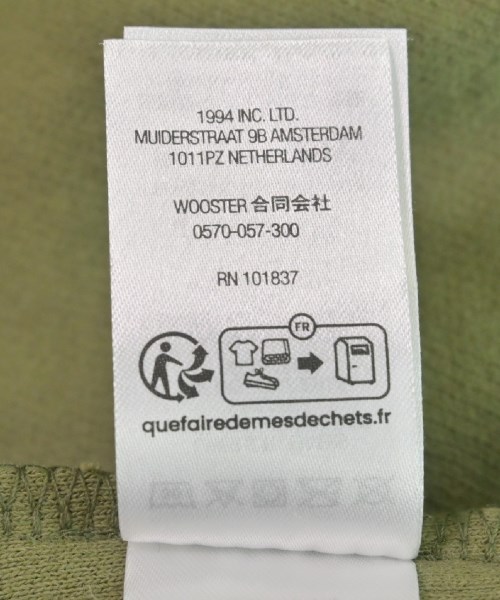 1994 INC. LTD.
MUIDERSTRAAT 9B AMSTERDAM
1011PZ NETHERLANDS
WOOSTER 合同会社
0570-057-300
RN 101837
FR
quefairedemesdechets.fr